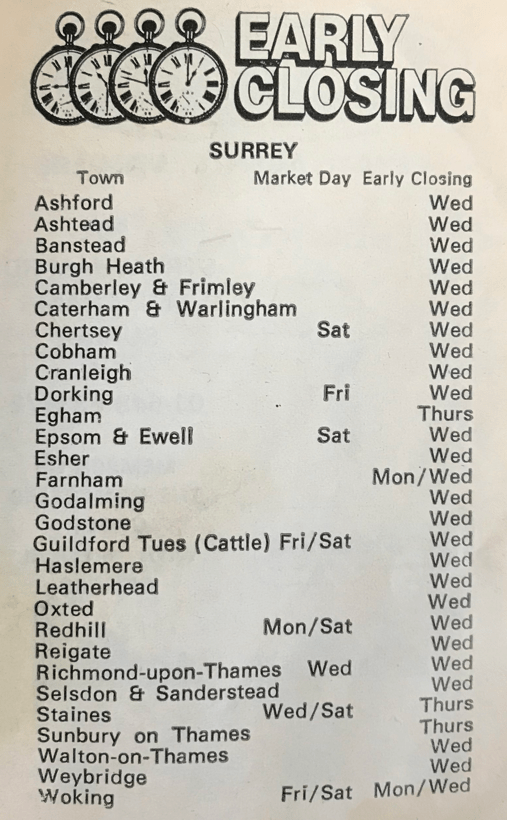 EARLY
CLOSING
SURREY
Town Market Day Early Closing
Ashford Wed
Ashtead Wed
Banstead Wed
Burgh Heath Wed
Camberley & Frimley Wed
Caterham & Warlingham Wed
Chertsey Sat Wed
Cobham Wed
Cranleigh Wed
Dorking Fri Wed
Egham Thurs
Epsom & Ewell Sat Wed
Esher Wed
Farnham Mon/Wed
Godalming Wed
Godstone Wed
Guildford Tues (Cattle) Fri/Sat Wed
Haslemere Wed
Leatherhead Wed
Oxted Wed
Redhill Mon/Sat Wed
Reigate Wed
Richmond-upon-Thames Wed Wed
Selsdon & Sanderstead Wed
Staines Wed/Sat Thurs
Sunbury on Thames Thurs
Walton-on-Thames Wed
Weybridge Wed
Woking Fri/Sat Mon/Wed